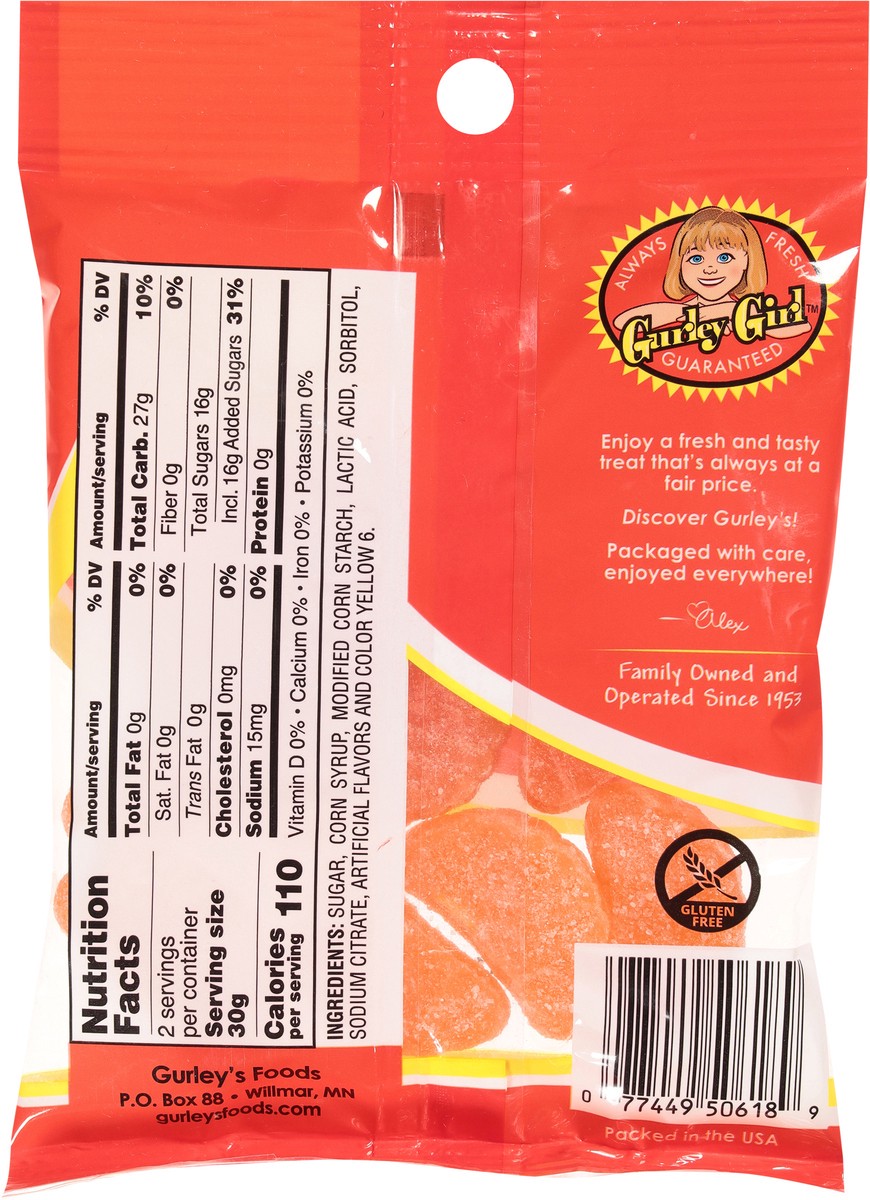 ALWAYS FRESH
Gurley Girl™
GUARANTEED
Enjoy a fresh and tasty
treat that's always at a
fair price.
Discover Gurley's!
Packaged with care,
enjoyed everywhere!
—Alex
Family Owned and
Operated Since 1953
Nutrition
Facts
2 servings
per container
Serving size
30g
Calories 110
per serving
Amount/serving % DV
Total Fat 0g 0%
Sat. Fat 0g 0%
Trans Fat 0g
Cholesterol 0mg 0%
Sodium 15mg 0%
Amount/serving % DV
Total Carb. 27g 10%
Fiber 0g 0%
Total Sugars 16g
Incl. 16g Added Sugars 31%
Protein 0g
Vitamin D 0% • Calcium 0% • Iron 0% • Potassium 0%
INGREDIENTS: SUGAR, CORN SYRUP, MODIFIED CORN STARCH, LACTIC ACID, SORBITOL,
SODIUM CITRATE, ARTIFICIAL FLAVORS AND COLOR YELLOW 6.
GLUTEN
FREE
0 77449 50618 9
Packed in the USA
Gurley's Foods
P.O. Box 88 • Willmar, MN
gurleysfoods.com